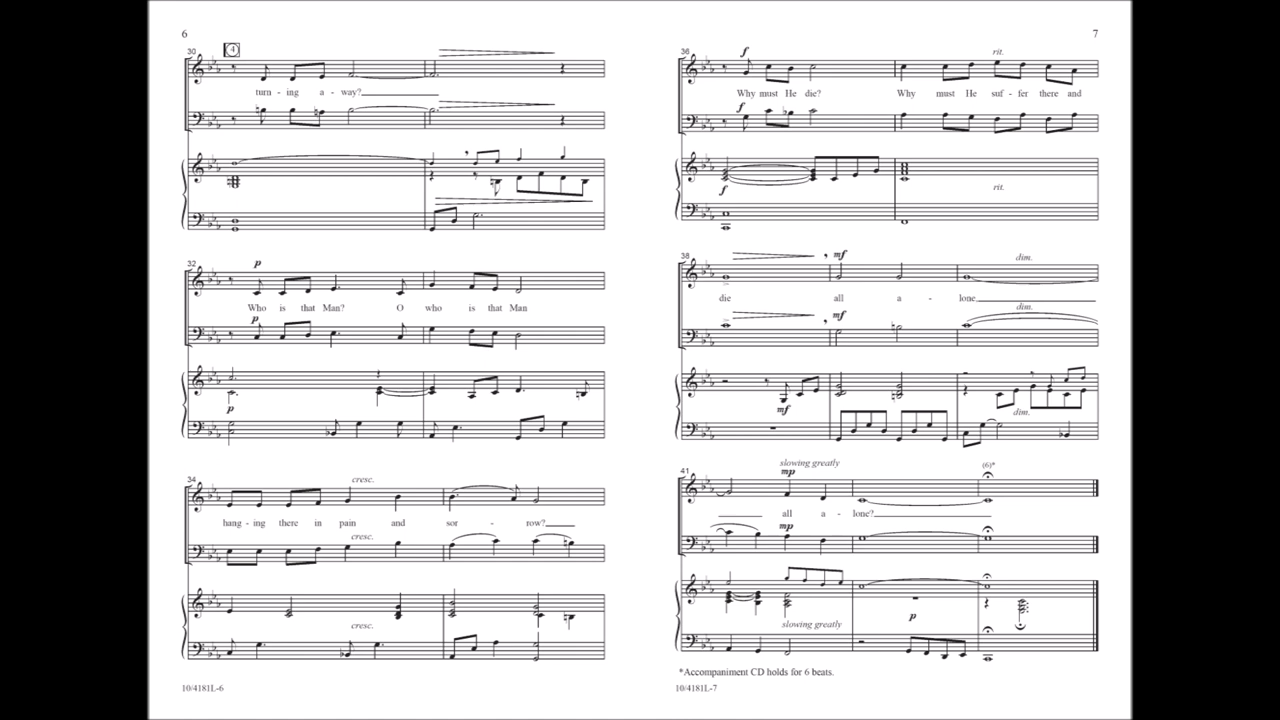 6
30
4
turn - ing a - way?
32
p
Who is that Man? O who is that Man
p
p
34
cresc.
hang - ing there in pain and sor - row?
cresc.
cresc.
10/4181L-6
7
36
f
rit.
Why must He die? Why must He suf - fer there and
f
f
rit.
38
mf
dim.
die all a - lone
dim.
mf
mf
dim.
41
slowing greatly
mp
(6)*
all a - lone?
mp
slowing greatly
p
*Accompaniment CD holds for 6 beats.
10/4181L-7